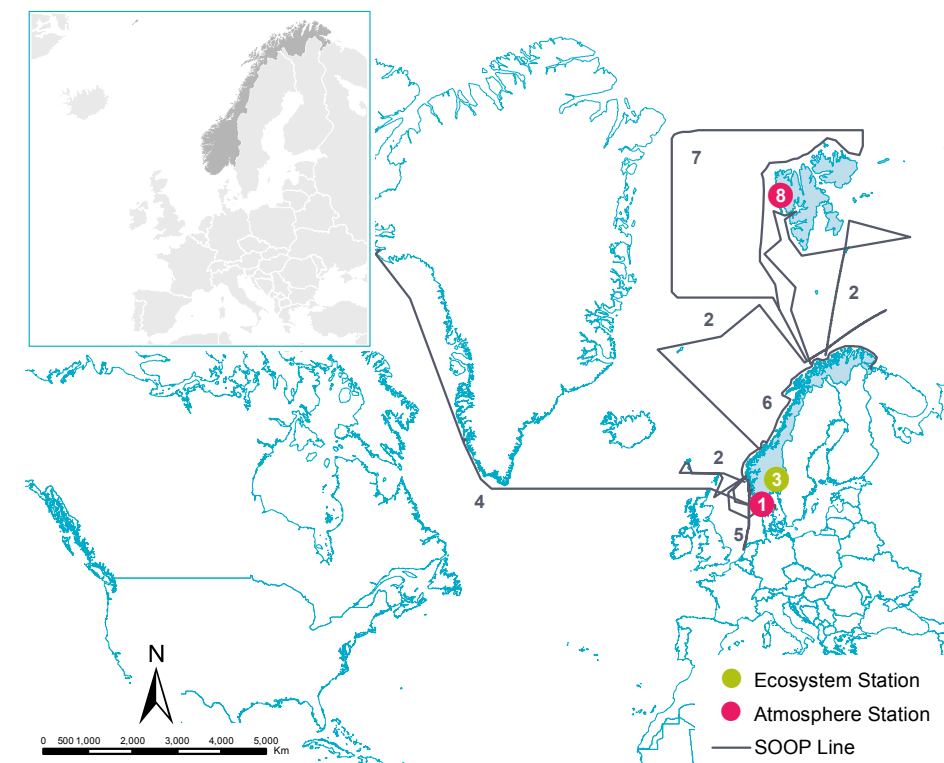 7
8
2
2
6
2
3
4
1
5
N
Ecosystem Station
Atmosphere Station
SOOP Line
0 500 1,000 2,000 3,000 4,000 5,000
Km